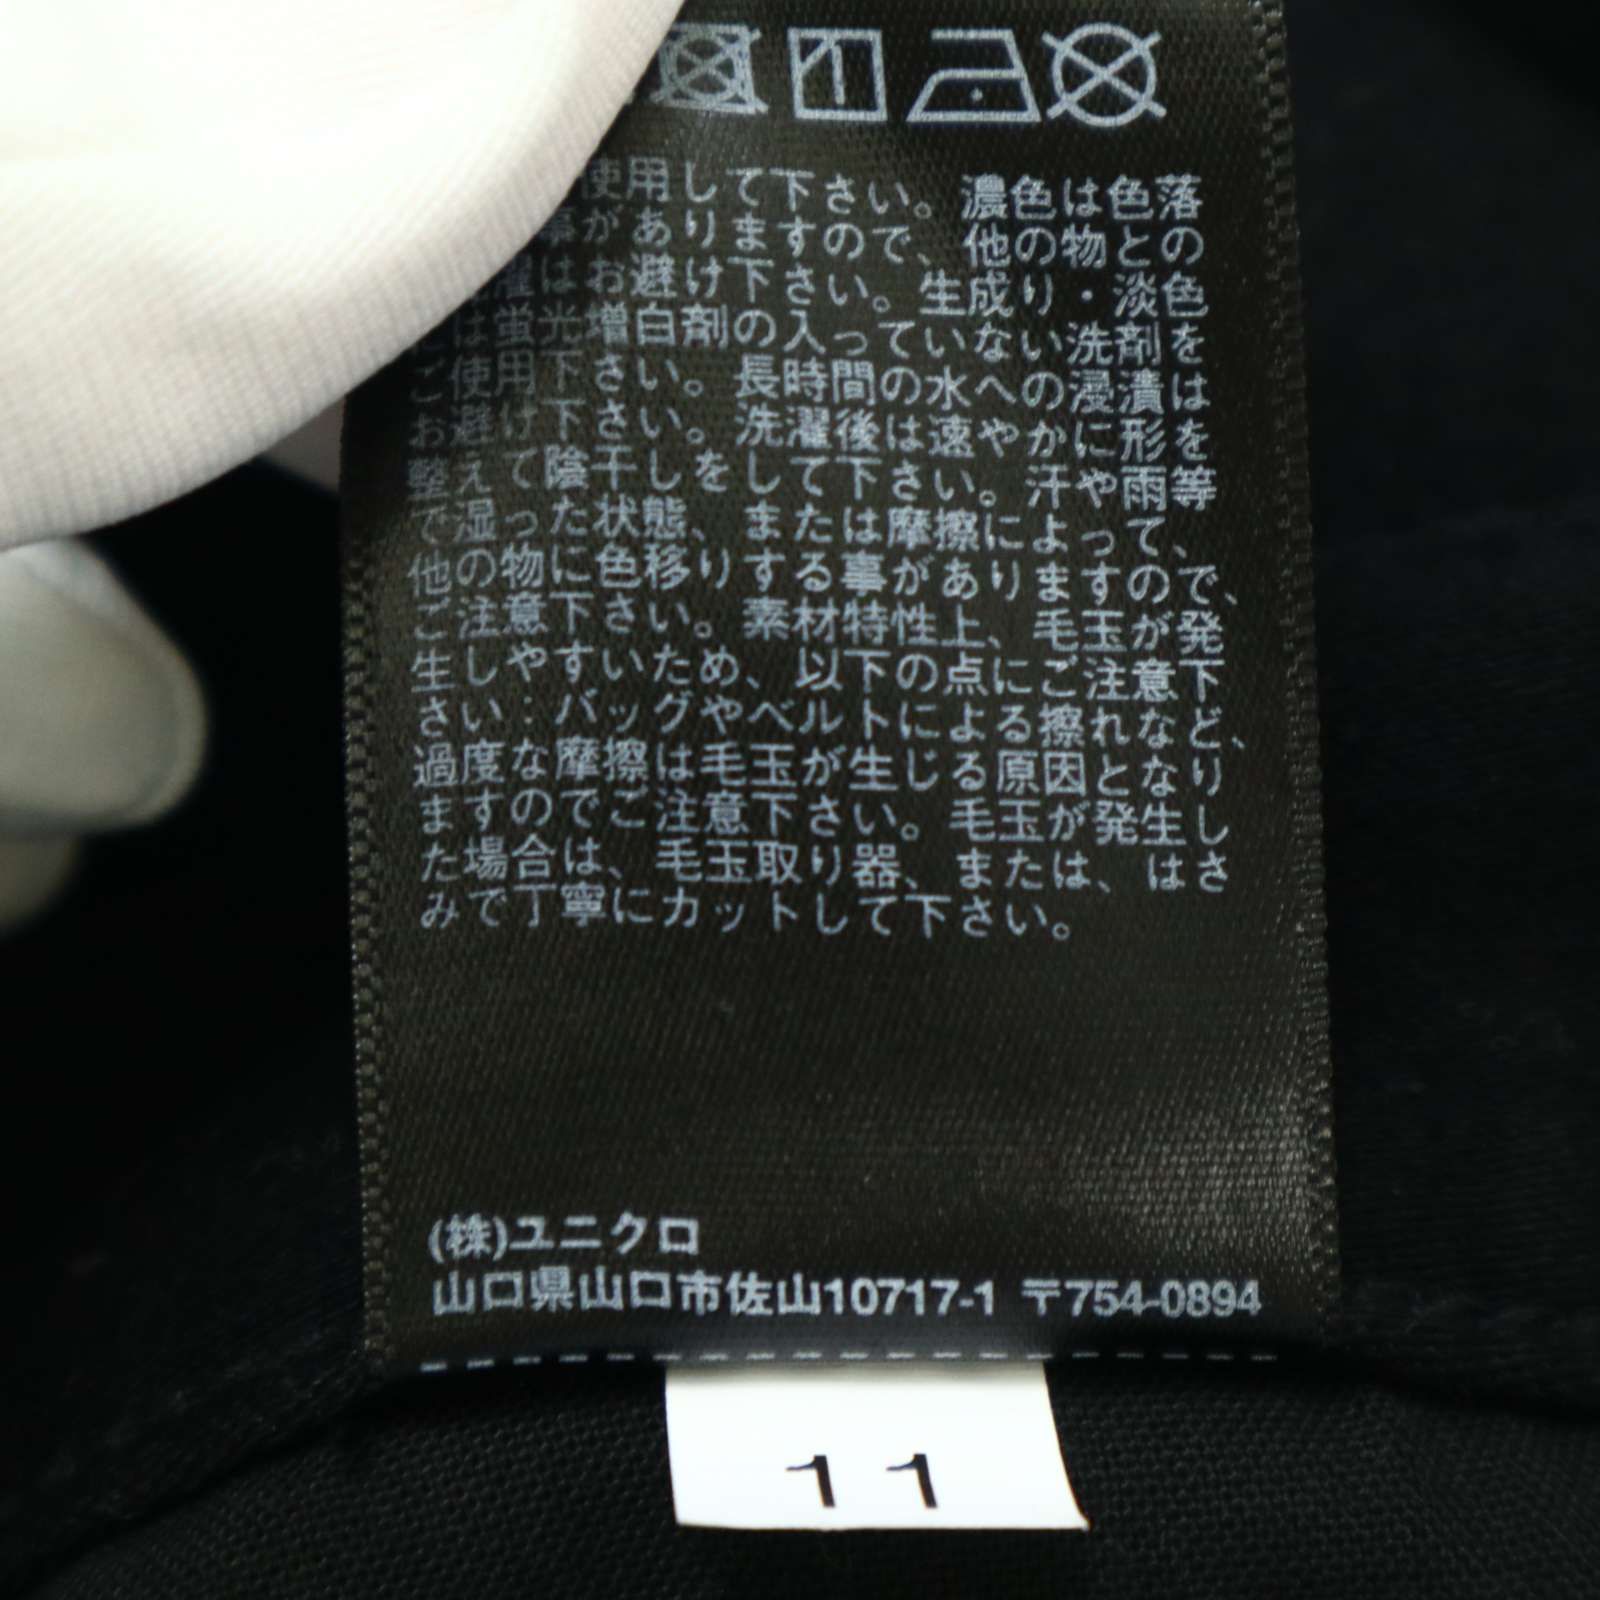 使用して下さい。濃色は色落
事がありますので、他の物との
濯はお避け下さい。生成り・淡色
は蛍光増白剤の入っていない洗剤を
ご使用下さい。長時間の水への浸漬は
お避け下さい。洗濯後は速やかに形を
整えて陰干しをして下さい。汗や雨等
で湿った状態、または摩擦によって、
他の物に色移りする事がありますので、
ご注意下さい。素材特性上、毛玉が発
生しやすいため、以下の点にご注意下
さい:バッグやベルトによる擦れなど、
過度な摩擦は毛玉が生じる原因となり
ますのでご注意下さい。毛玉が発生し
た場合は、毛玉取り器、または、はさ
みで丁寧にカットして下さい。
(株)ユニクロ
山口県山口市佐山10717-1 〒754-0894
11